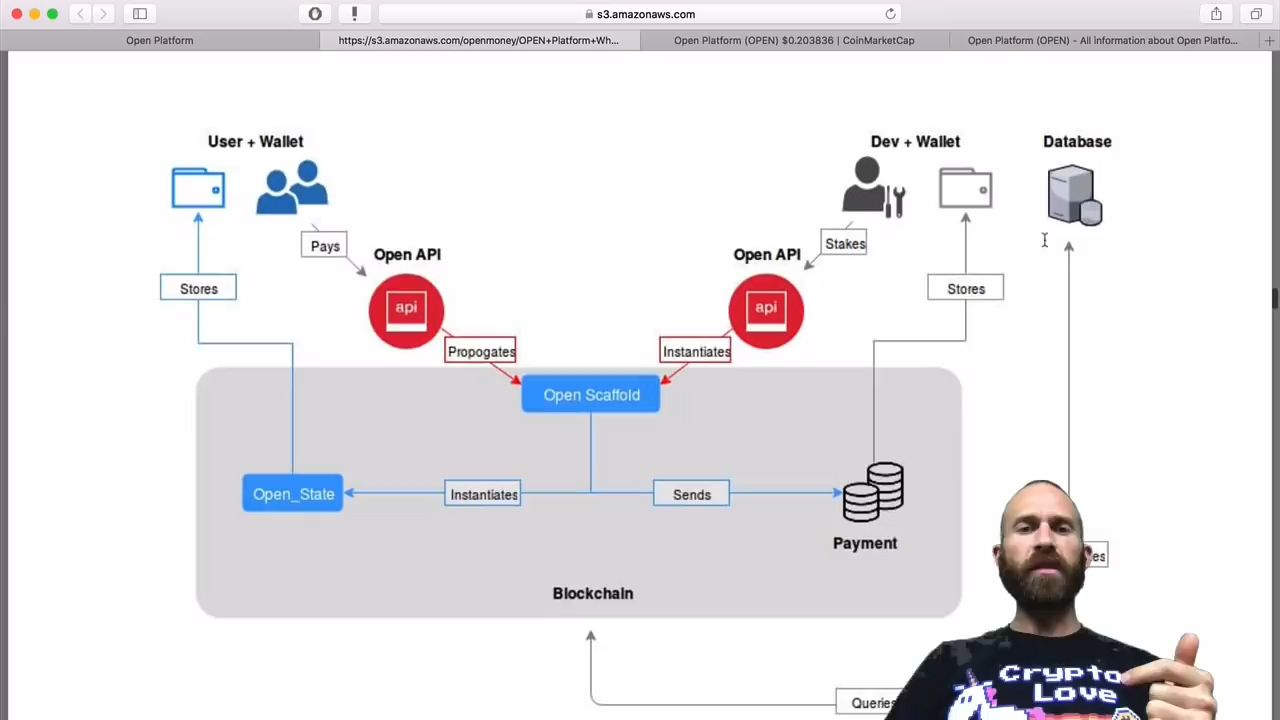 s3.amazonaws.com
Open Platform
https://s3.amazonaws.com/openmoney/OPEN+Platform+Wh...
Open Platform (OPEN) $0.203836 | CoinMarketCap
Open Platform (OPEN) - All information about Open Platfo...
User + Wallet
Dev + Wallet
Database
Pays
Stakes
Open API
Open API
Stores
Stores
api
api
Propogates
Instantiates
Open Scaffold
Open_State
Instantiates
Sends
Payment
Blockchain
Queries
Crypto
Love